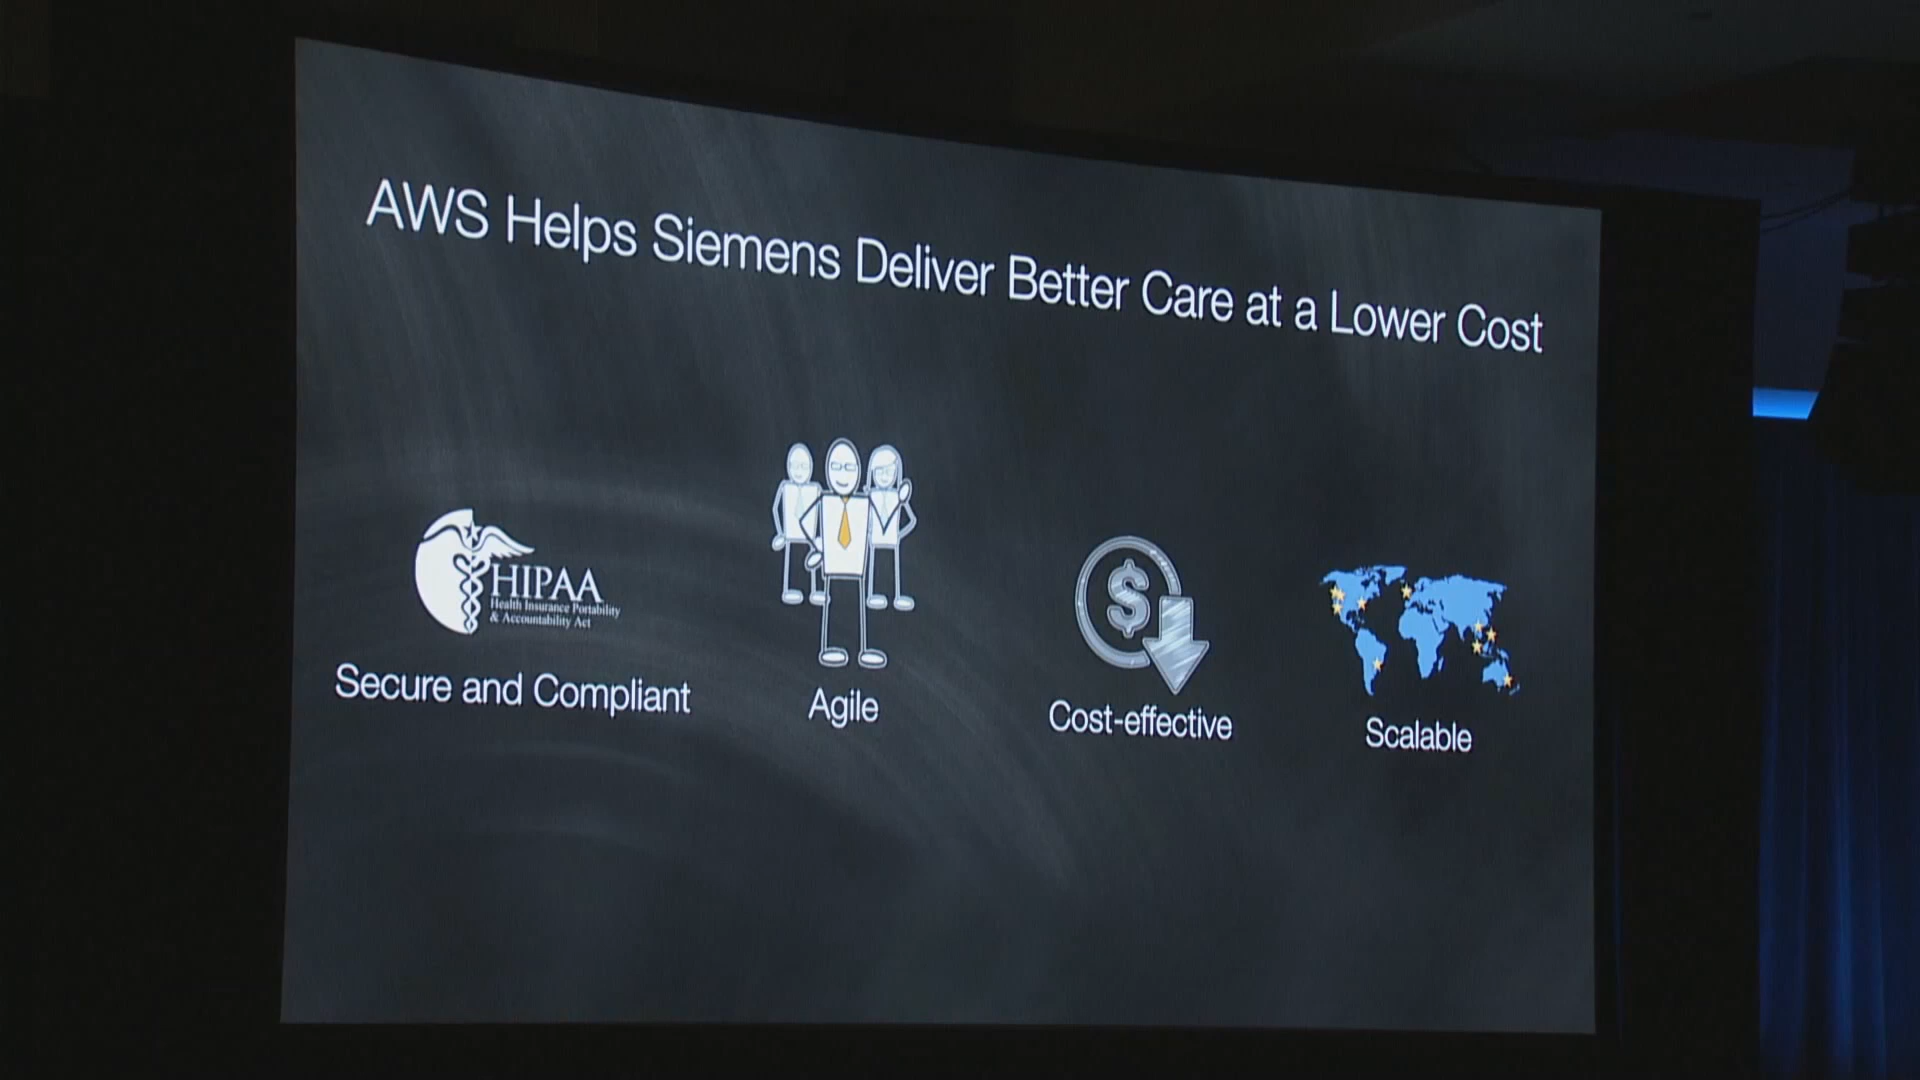 AWS Helps Siemens Deliver Better Care at a Lower Cost
HIPAA
Health Insurance Portability
& Accountability Act
$
Secure and Compliant
Agile
Cost-effective
Scalable